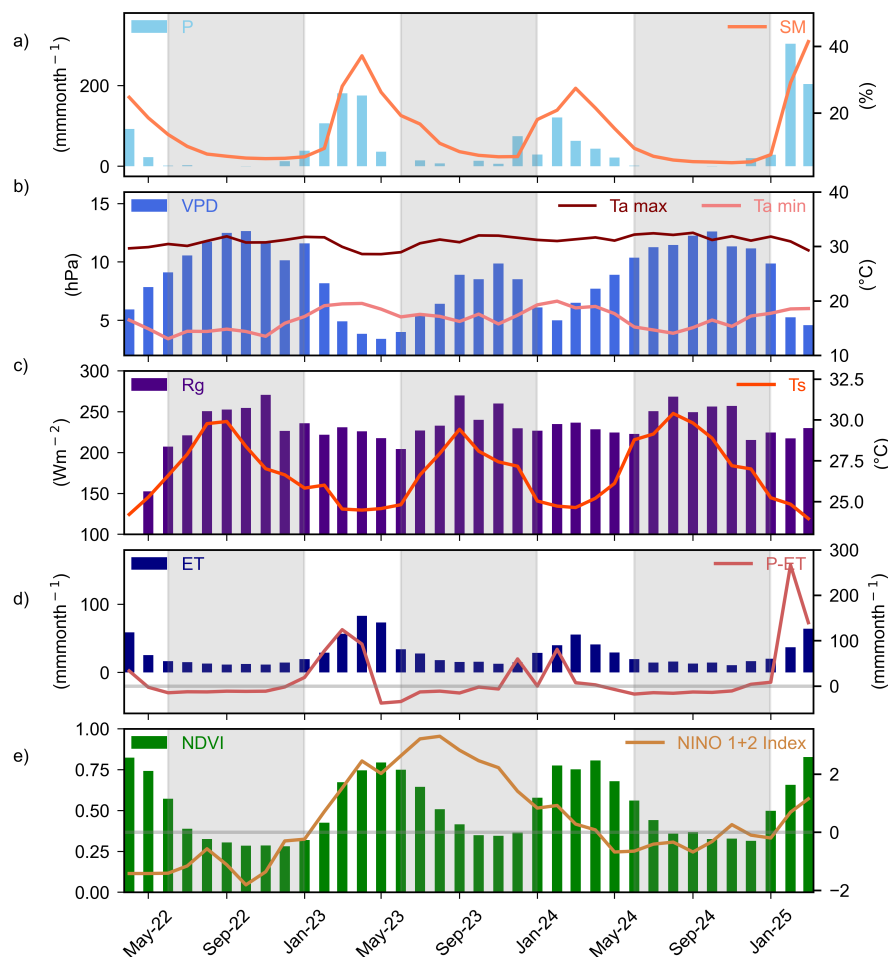 a)
P
SM
(mmmonth⁻¹)
200
0
40
20
(%)
b)
VPD
Ta max
Ta min
(hPa)
15
10
5
40
30
20
10
(°C)
c)
Rg
Ts
(Wm⁻²)
300
250
200
150
100
32.5
30.0
27.5
25.0
(°C)
d)
ET
P-ET
(mmmonth⁻¹)
100
0
300
200
100
0
(mmmonth⁻¹)
e)
NDVI
NINO 1+2 Index
1.00
0.75
0.50
0.25
0.00
2
0
−2
May-22
Sep-22
Jan-23
May-23
Sep-23
Jan-24
May-24
Sep-24
Jan-25